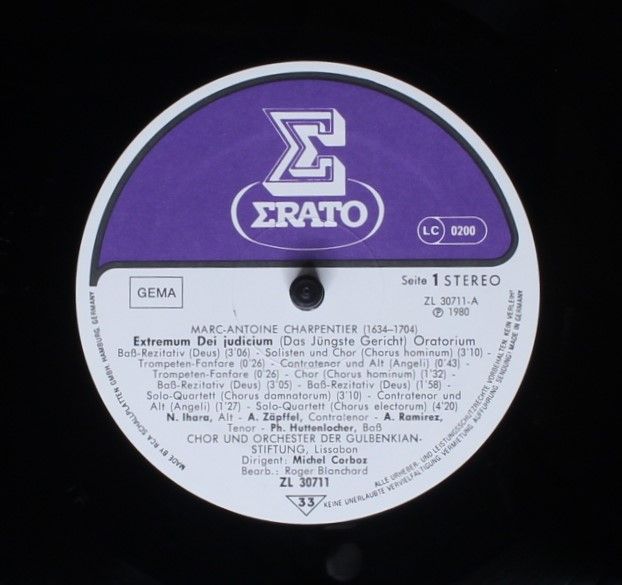 Σ
ΣRATO
LC 0200
GEMA
Seite 1 STEREO
ZL 30711-A
℗ 1980
MARC-ANTOINE CHARPENTIER (1634–1704)
Extremum Dei judicium (Das Jüngste Gericht) Oratorium
Baß-Rezitativ (Deus) (3'06) - Solisten und Chor (Chorus hominum) (3'10) -
Trompeten-Fanfare (0'26) - Contratenor und Alt (Angeli) (0'43) -
Trompeten-Fanfare (0'26) - Chor (Chorus hominum) (1'32) -
Baß-Rezitativ (Deus) (3'05) - Baß-Rezitativ (Deus) (1'58) -
Solo-Quartett (Chorus damnatorum) (3'10) - Contratenor und
Alt (Angeli) (1'27) - Solo-Quartett (Chorus electorum) (4'20)
N. Ihara, Alt - A. Zäpffel, Contratenor - A. Ramirez,
Tenor - Ph. Huttenlocher, Baß
CHOR UND ORCHESTER DER GULBENKIAN-
STIFTUNG, Lissabon
Dirigent: Michel Corboz
Bearb.: Roger Blanchard
ZL 30711
33
MADE BY RCA SCHALLPLATTEN GMBH, HAMBURG, GERMANY
ALLE URHEBER- UND LEISTUNGSSCHUTZRECHTE VORBEHALTEN. KEIN VERLEIH!
KEINE UNERLAUBTE VERVIELFÄLTIGUNG, VERMIETUNG, AUFFÜHRUNG, SENDUNG! MADE IN GERMANY